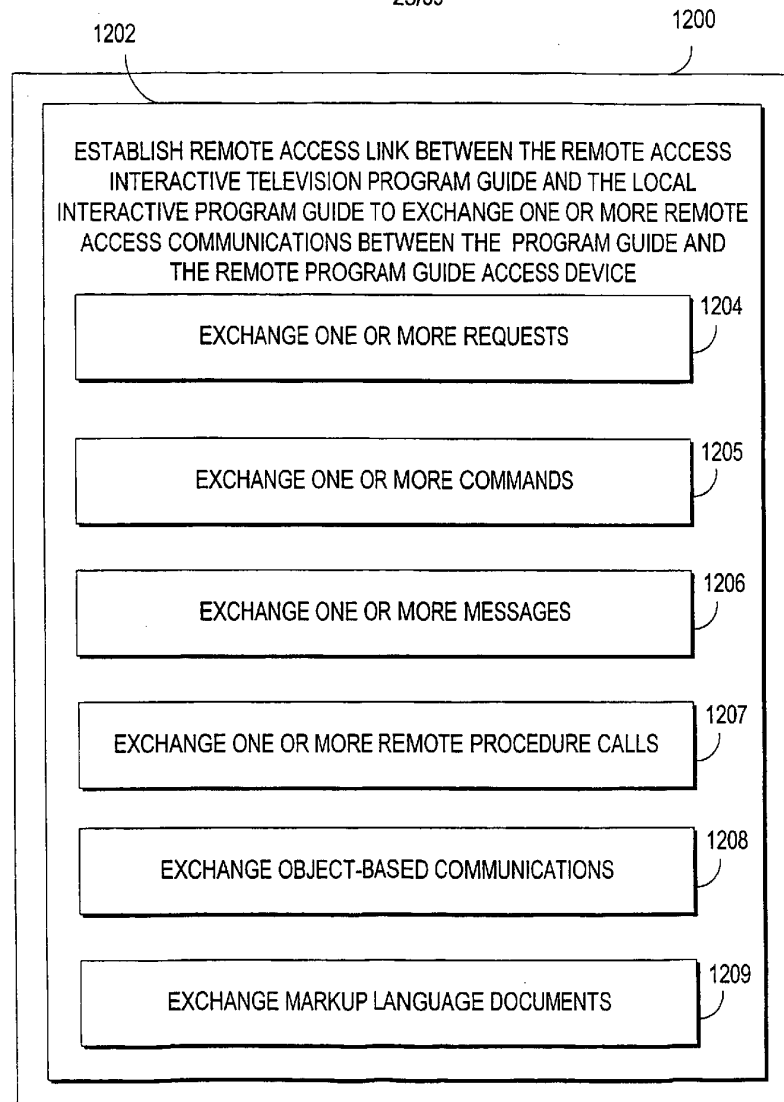 1202
1200
ESTABLISH REMOTE ACCESS LINK BETWEEN THE REMOTE ACCESS
INTERACTIVE TELEVISION PROGRAM GUIDE AND THE LOCAL
INTERACTIVE PROGRAM GUIDE TO EXCHANGE ONE OR MORE REMOTE
ACCESS COMMUNICATIONS BETWEEN THE PROGRAM GUIDE AND
THE REMOTE PROGRAM GUIDE ACCESS DEVICE
1204
EXCHANGE ONE OR MORE REQUESTS
1205
EXCHANGE ONE OR MORE COMMANDS
1206
EXCHANGE ONE OR MORE MESSAGES
1207
EXCHANGE ONE OR MORE REMOTE PROCEDURE CALLS
1208
EXCHANGE OBJECT-BASED COMMUNICATIONS
1209
EXCHANGE MARKUP LANGUAGE DOCUMENTS